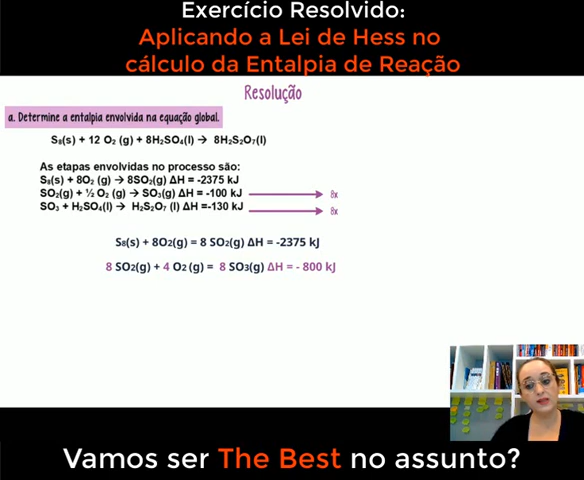 Exercício Resolvido:
Aplicando a Lei de Hess no
cálculo da Entalpia de Reação
Resolução
a. Determine a entalpia envolvida na equação global.
S₈(s) + 12 O₂ (g) + 8H₂SO₄(l) → 8H₂S₂O₇(l)
As etapas envolvidas no processo são:
S₈(s) + 8O₂ (g) → 8SO₂(g) ΔH = -2375 kJ
SO₂(g) + ½ O₂ (g) → SO₃(g) ΔH = -100 kJ → 8x
SO₃ + H₂SO₄(l) → H₂S₂O₇ (l) ΔH =-130 kJ → 8x
S₈(s) + 8O₂(g) = 8 SO₂(g) ΔH = -2375 kJ
8 SO₂(g) + 4 O₂ (g) = 8 SO₃(g) ΔH = - 800 kJ
Vamos ser The Best no assunto?